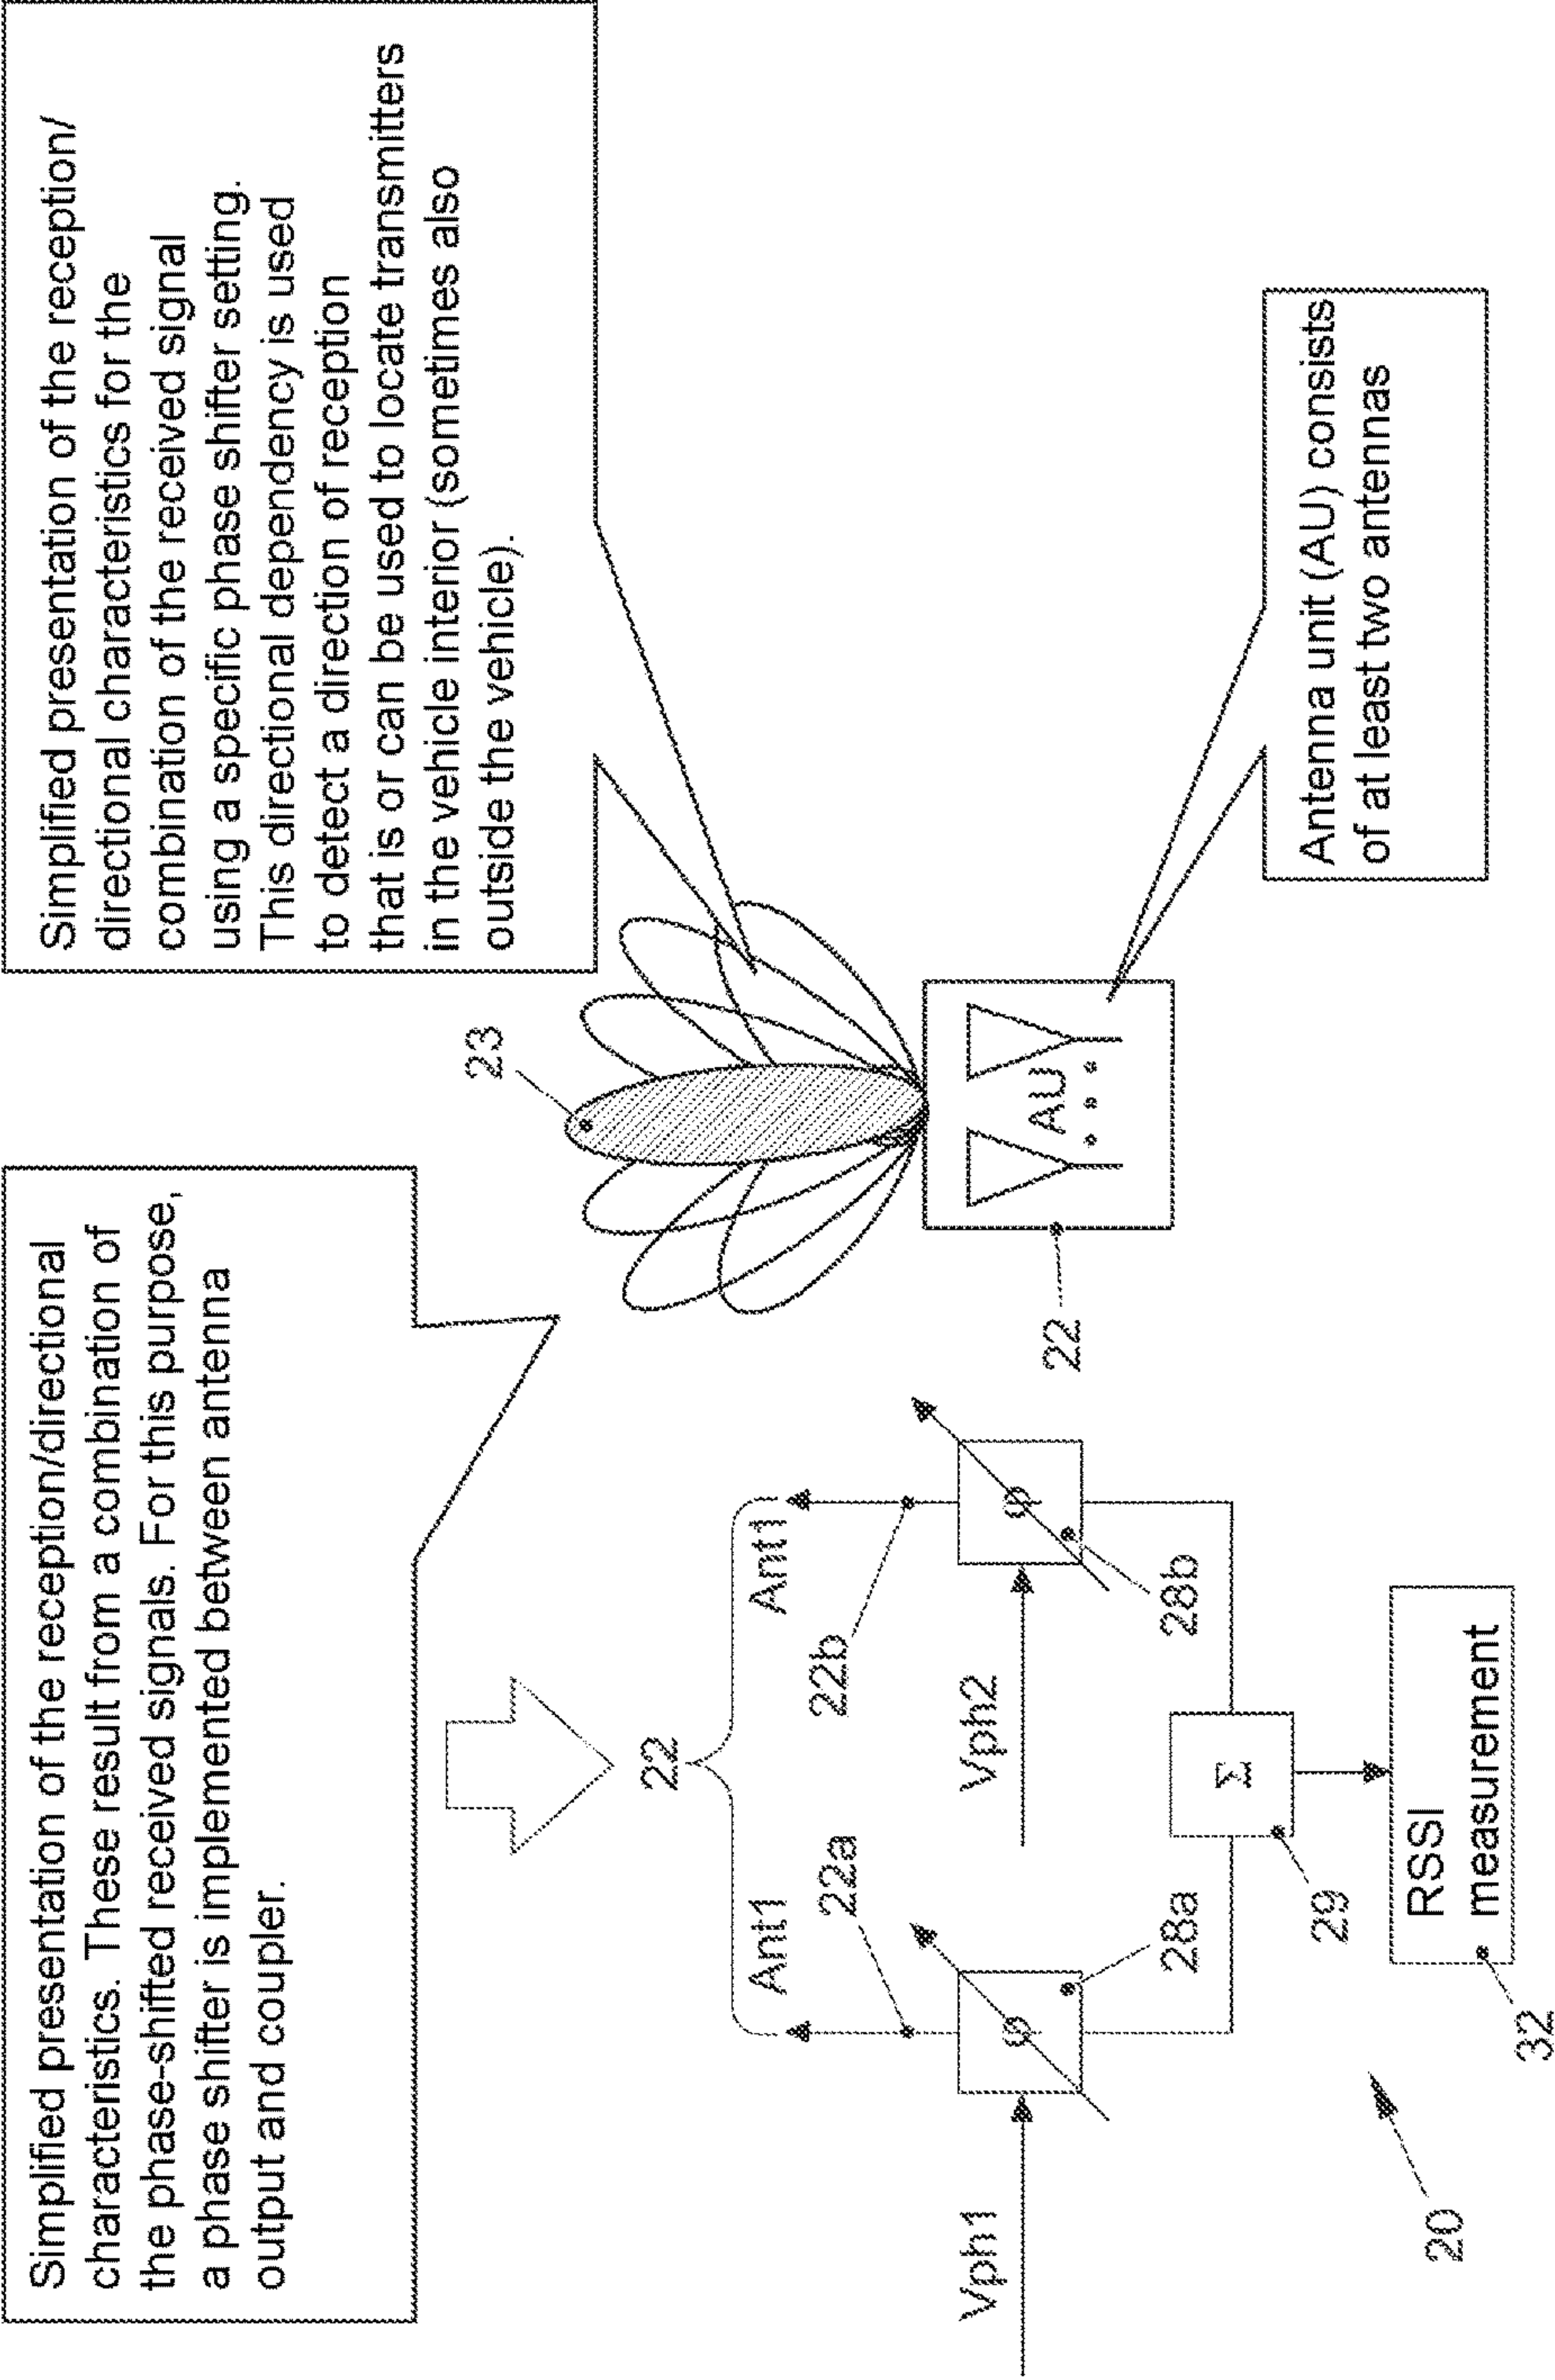 Simplified presentation of the reception/directional
characteristics. These result from a combination of
the phase-shifted received signals. For this purpose,
a phase shifter is implemented between antenna
output and coupler.
Simplified presentation of the reception/
directional characteristics for the
combination of the received signal
using a specific phase shifter setting.
This directional dependency is used
to detect a direction of reception
that is or can be used to locate transmitters
in the vehicle interior (sometimes also
outside the vehicle).
23
22
Ant1
Ant1
22a
22b
Vph1
φ
Vph2
φ
28a
28b
Σ
29
RSSI
measurement
32
20
AU
22
Antenna unit (AU) consists
of at least two antennas